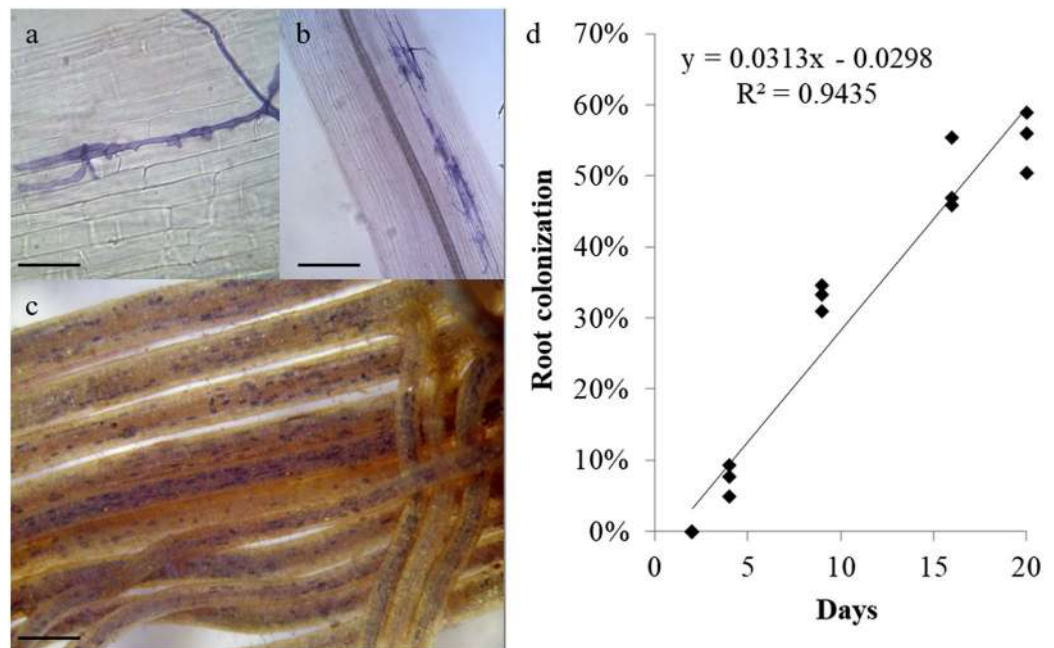 a
b
c
d
y = 0.0313x - 0.0298
R² = 0.9435
70%
60%
50%
40%
30%
20%
10%
0%
Root colonization
0 5 10 15 20
Days